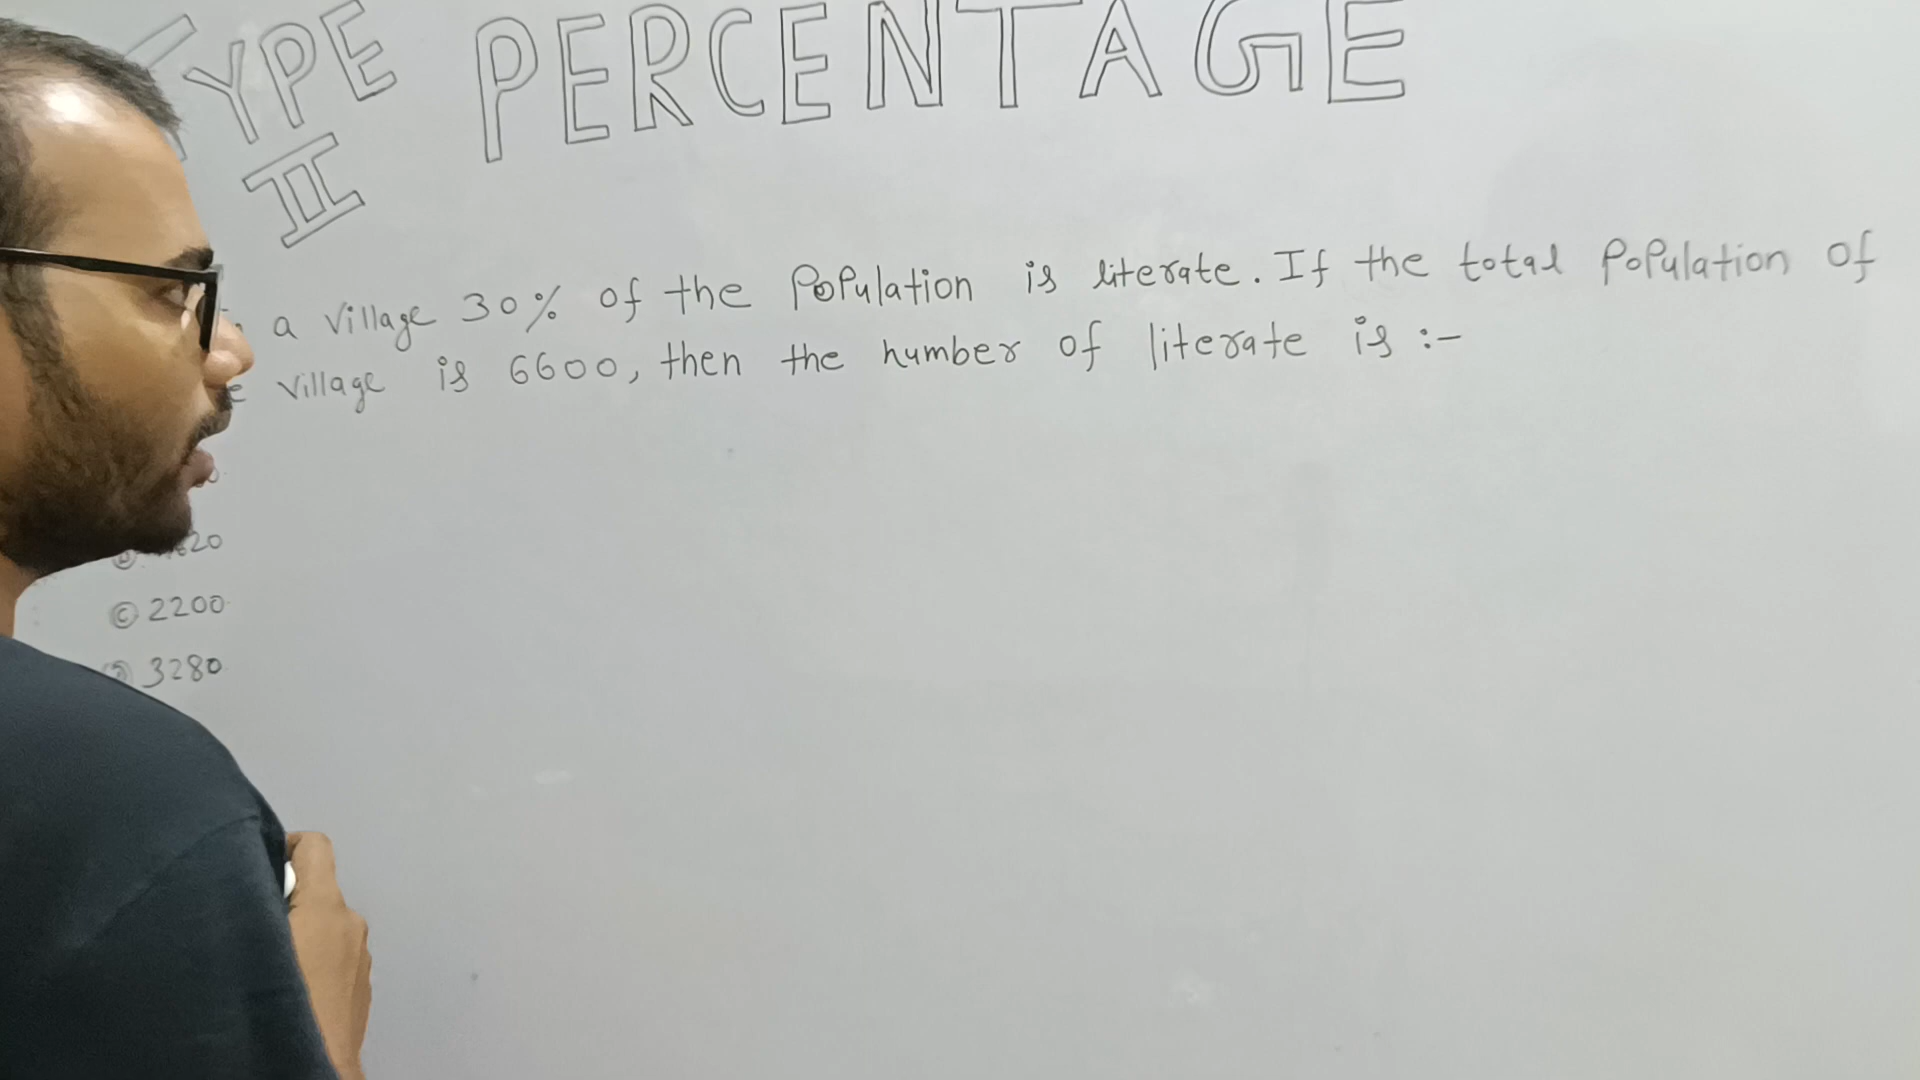 TYPE PERCENTAGE
II
a village 30% of the Population is literate. If the total Population of
village is 6600, then the number of literate is :-
© 2200
3280